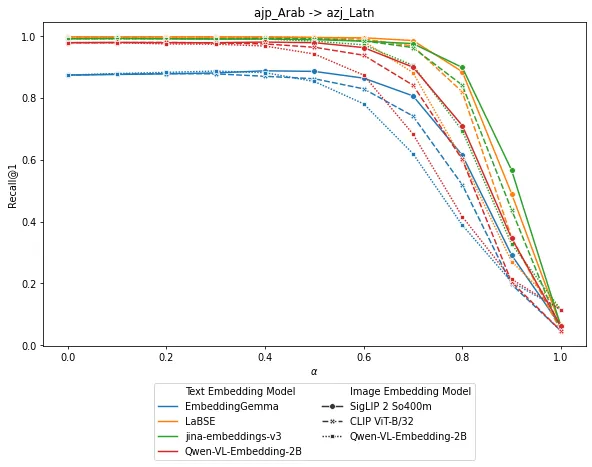 ajp_Arab -> azj_Latn
Recall@1
1.0
0.8
0.6
0.4
0.2
0.0
0.0 0.2 0.4 0.6 0.8 1.0
α
Text Embedding Model Image Embedding Model
EmbeddingGemma SigLIP 2 So400m
LaBSE CLIP ViT-B/32
jina-embeddings-v3 Qwen-VL-Embedding-2B
Qwen-VL-Embedding-2B